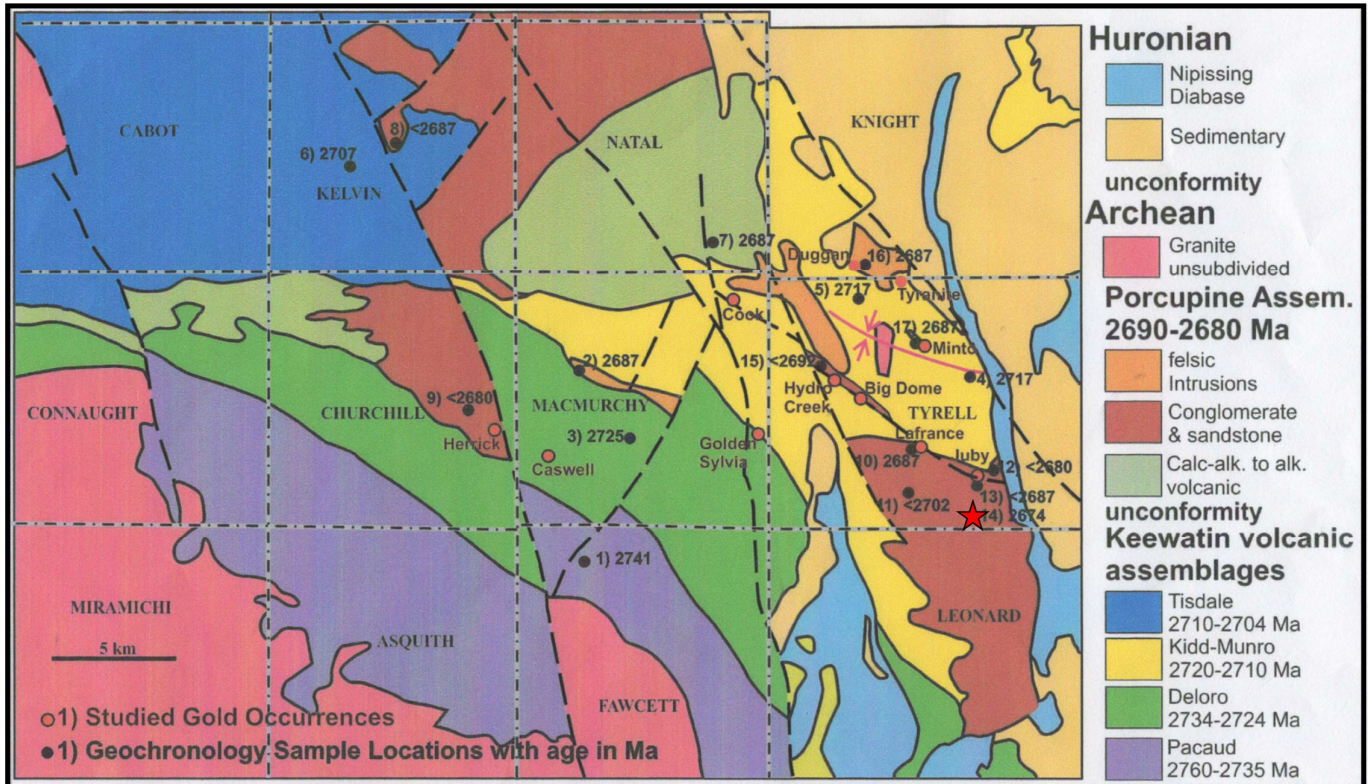 CABOT
8) <2687
6) 2707
KELVIN
NATAL
KNIGHT
7) 2687
Duggan
16) 2687
5) 2717
Tyranite
Cook
17) 2687
Minto
2) 2687
15) <2692
4) 2717
Hydro
Creek
Big Dome
CONNAUGHT
CHURCHILL
9) <2680
Herrick
MACMURCHY
3) 2725
Caswell
Golden
Sylvia
TYRELL
Lafrance
10) 2687
Juby
12) <2680
11) <2702
13) <2687
14) 2674
1) 2741
MIRAMICHI
5 km
ASQUITH
LEONARD
FAWCETT
1) Studied Gold Occurrences
1) Geochronology Sample Locations with age in Ma
Huronian
Nipissing
Diabase
Sedimentary
unconformity
Archean
Granite
unsubdivided
Porcupine Assem.
2690-2680 Ma
felsic
Intrusions
Conglomerate
& sandstone
Calc-alk. to alk.
volcanic
unconformity
Keewatin volcanic
assemblages
Tisdale
2710-2704 Ma
Kidd-Munro
2720-2710 Ma
Deloro
2734-2724 Ma
Pacaud
2760-2735 Ma